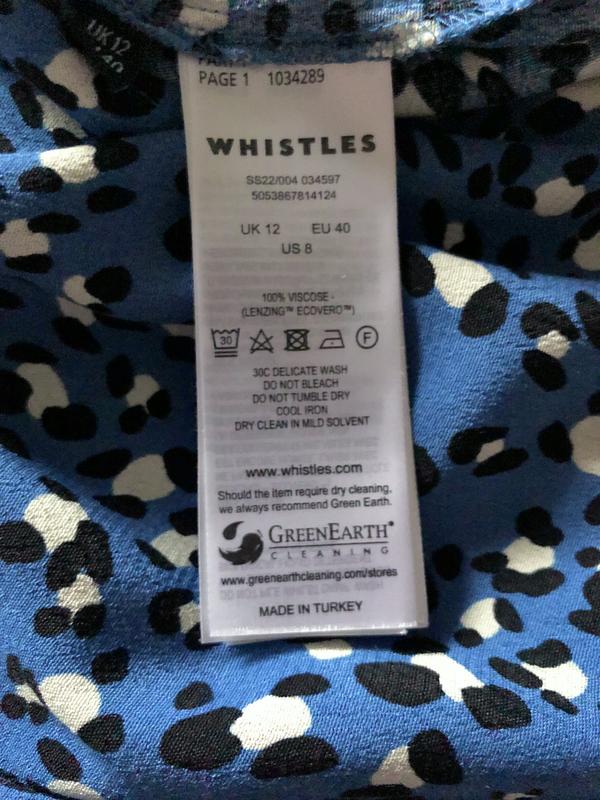 UK 12
PAGE 1 1034289
WHISTLES
SS22/004 034597
5053867814124
UK 12 EU 40
US 8
100% VISCOSE -
(LENZING™ ECOVERO™)
30
F
30C DELICATE WASH
DO NOT BLEACH
DO NOT TUMBLE DRY
COOL IRON
DRY CLEAN IN MILD SOLVENT
www.whistles.com
Should the item require dry cleaning,
we always recommend Green Earth.
GREENEARTH®
CLEANING
www.greenearthcleaning.com/stores
MADE IN TURKEY